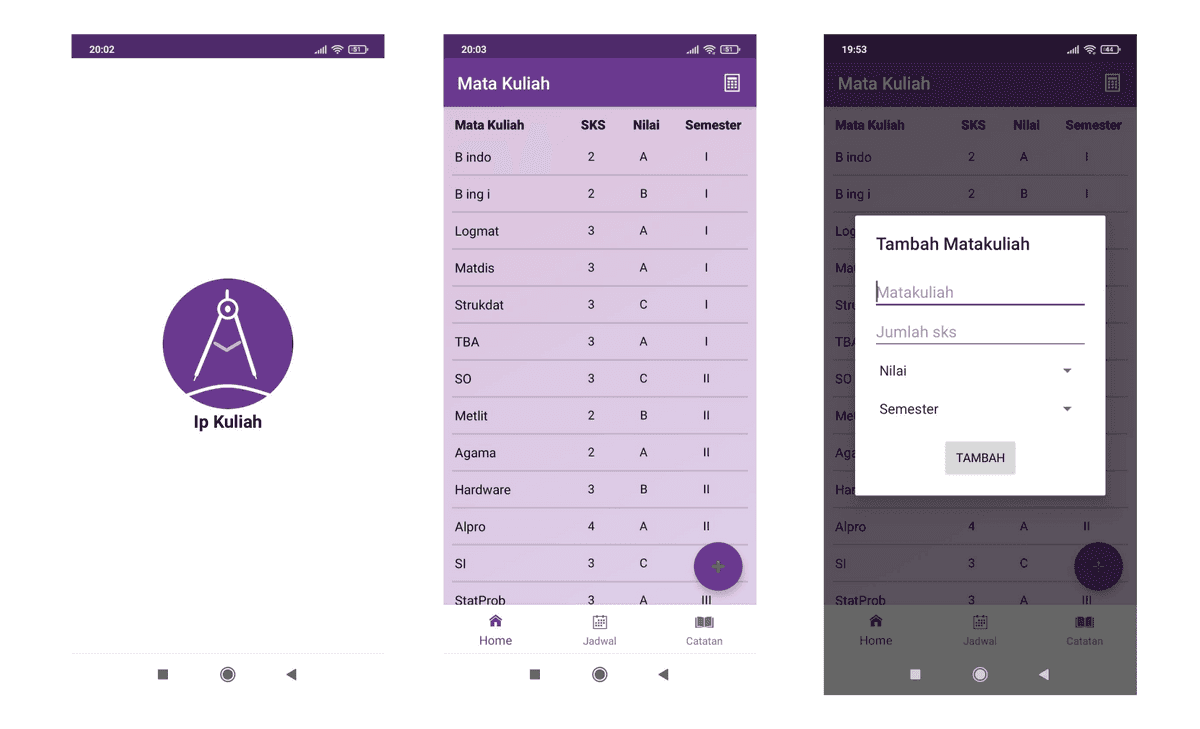 20:02
51
Ip Kuliah
20:03
51
Mata Kuliah
Mata Kuliah SKS Nilai Semester
B indo 2 A I
B ing i 2 B I
Logmat 3 A I
Matdis 3 A I
Strukdat 3 C I
TBA 3 A I
SO 3 C II
Metlit 2 B II
Agama 2 A II
Hardware 3 B II
Alpro 4 A II
SI 3 C
StatProb 3 A III
Home Jadwal Catatan
19:53
44
Mata Kuliah
Mata Kuliah SKS Nilai Semester
B indo 2 A I
B ing i 2 B I
Log
Mat
Stru
TBA
SO
Met
Aga
Har
Tambah Matakuliah
Matakuliah
Jumlah sks
Nilai
Semester
TAMBAH
Alpro 4 A II
SI 3 C
StatProb 3 A III
Home Jadwal Catatan